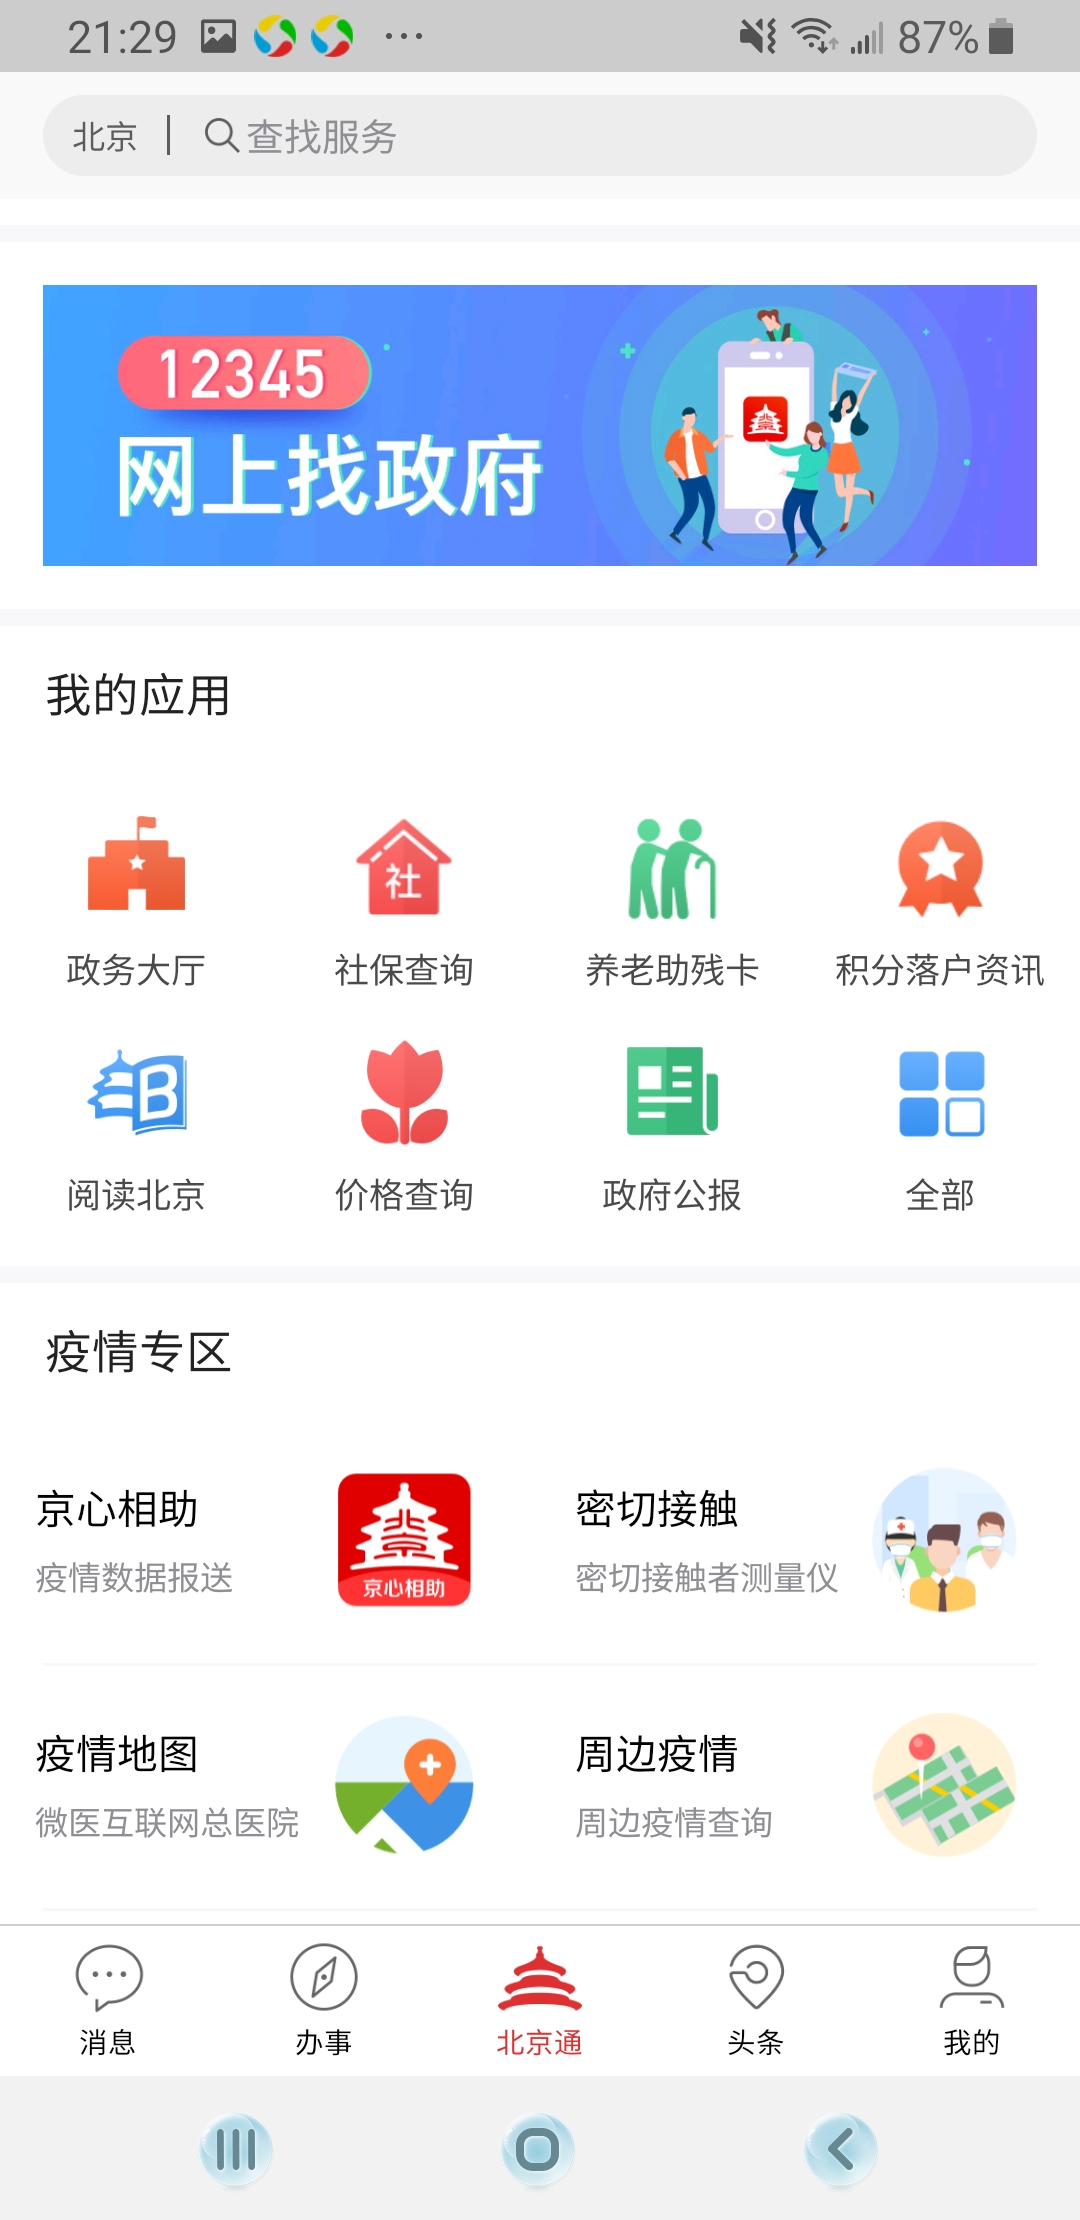 21:29 87%
北京 查找服务
12345
网上找政府
我的应用
社
政务大厅 社保查询 养老助残卡 积分落户资讯
B
阅读北京 价格查询 政府公报 全部
疫情专区
京心相助
疫情数据报送
京心相助
密切接触
密切接触者测量仪
疫情地图
微医互联网总医院
周边疫情
周边疫情查询
消息 办事 北京通 头条 我的